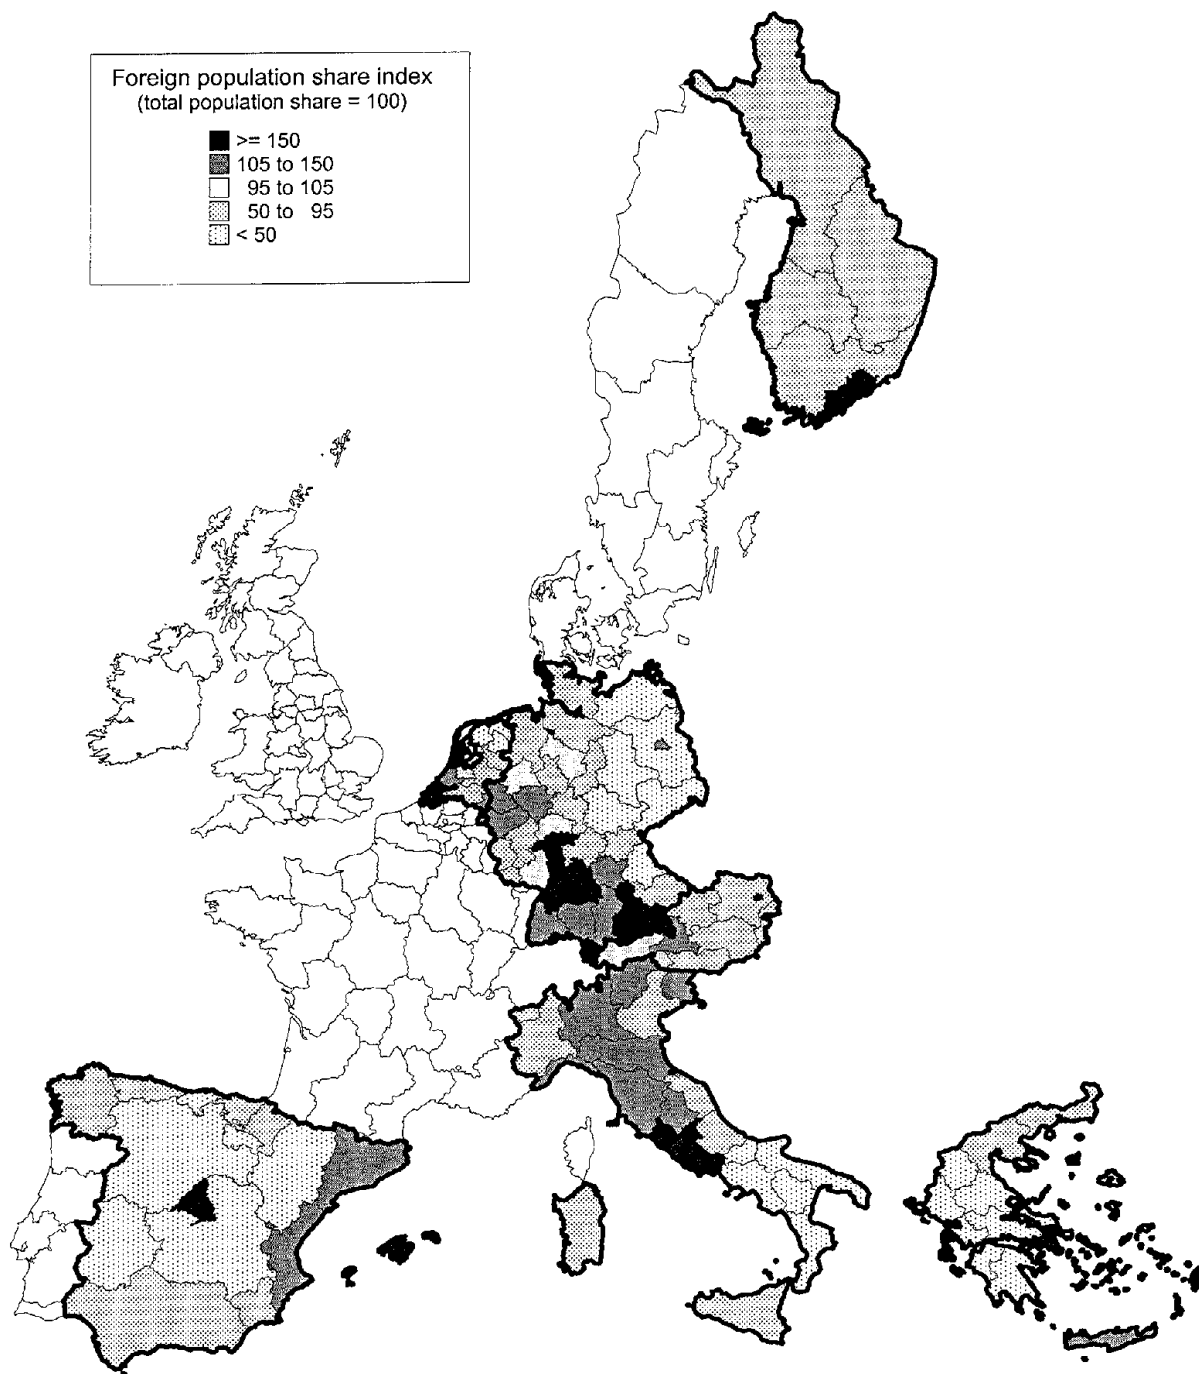 Foreign population share index
(total population share = 100)
>= 150
105 to 150
95 to 105
50 to 95
< 50